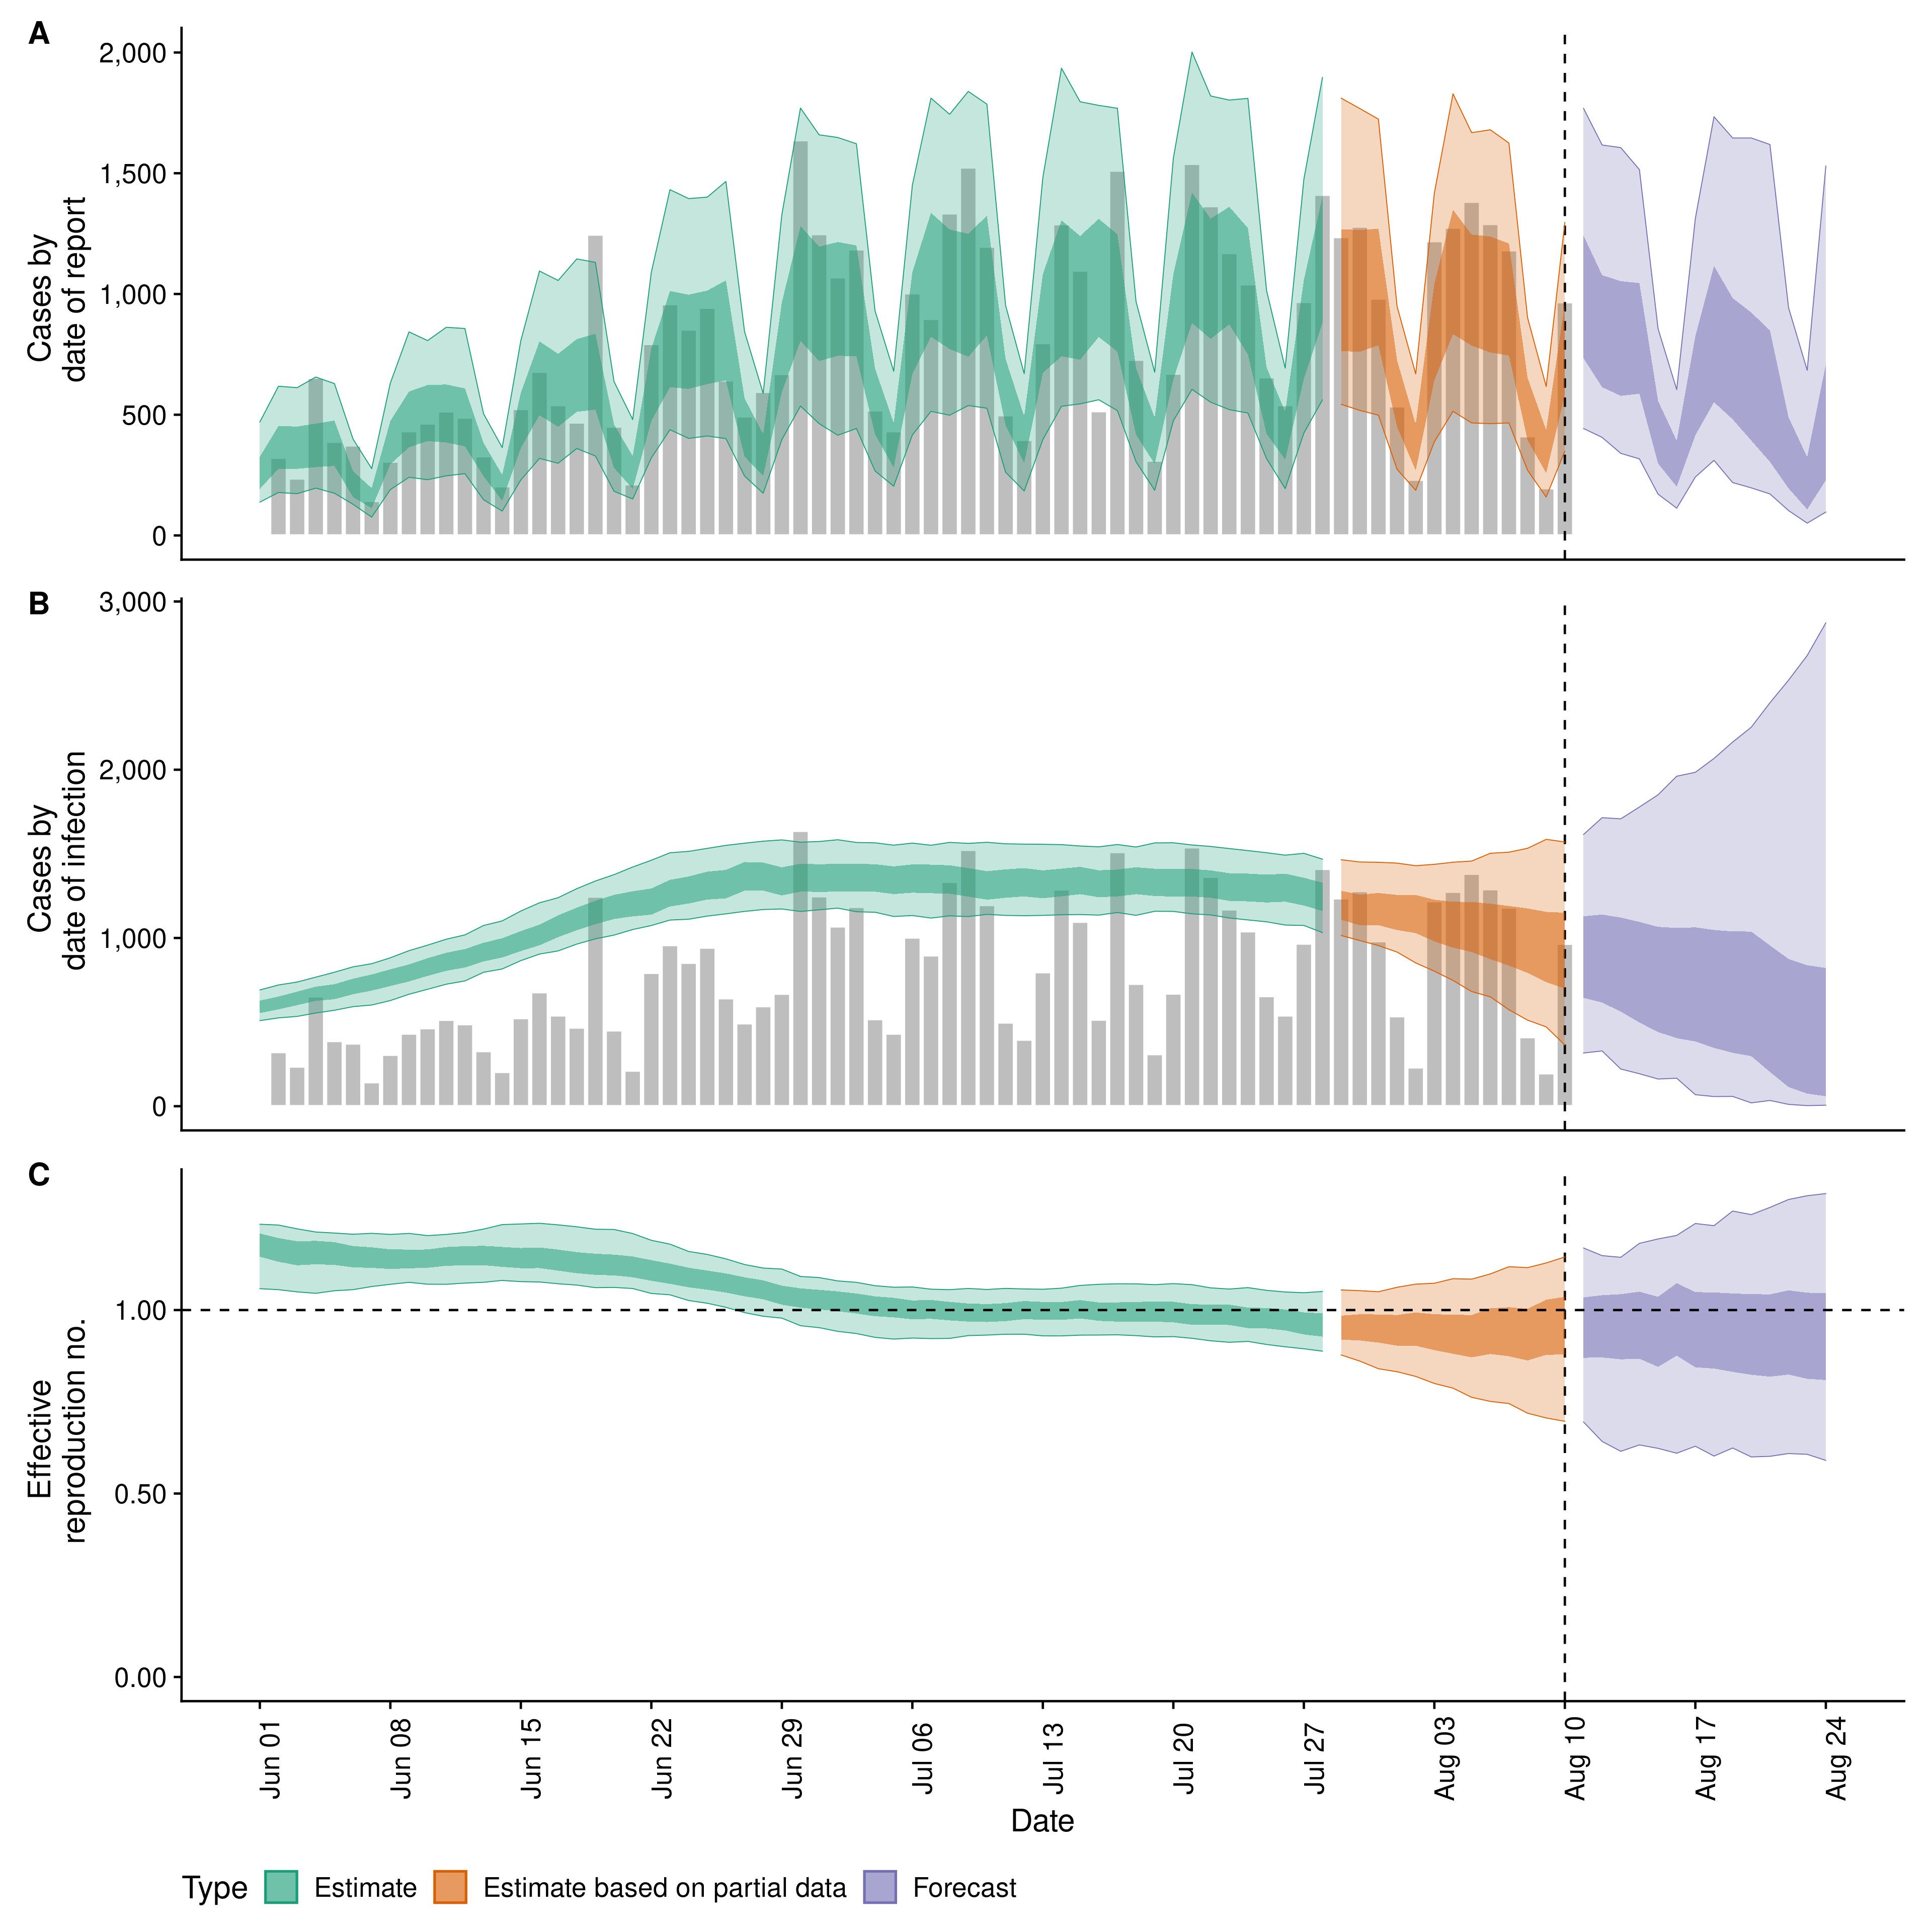 A
2,000
1,500
1,000
500
0
Cases by
date of report
B
3,000
2,000
1,000
0
Cases by
date of infection
C
1.00
0.50
0.00
Effective
reproduction no.
Jun 01
Jun 08
Jun 15
Jun 22
Jun 29
Jul 06
Jul 13
Jul 20
Jul 27
Aug 03
Aug 10
Aug 17
Aug 24
Date
Type Estimate Estimate based on partial data Forecast